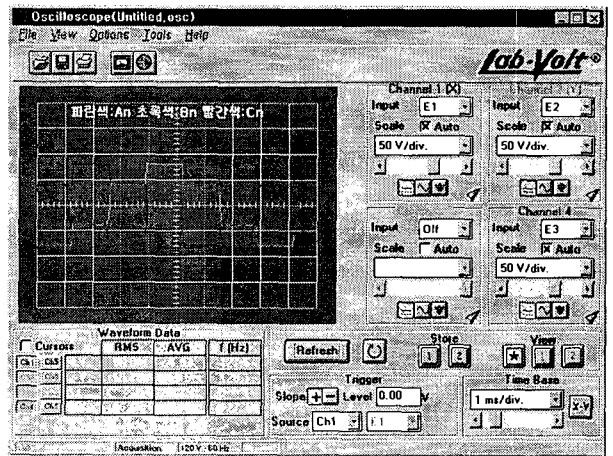 Oscilloscope(Untitled.osc)
File View Options Tools Help
Lab-Volt®
피란색:An 초옥색:Bn 빨간색:Cn
Channel 1 (X)
Input E1
Scale Auto
50 V/div.
Channel 2 (Y)
Input E2
Scale Auto
50 V/div.
Input Off
Scale Auto
Channel 4
Input E3
Scale Auto
50 V/div.
Waveform Data
Cursors RMS AVG f (Hz)
Ch1 Ch3
Refresh
Store
1 2
View
1 2
Trigger
Slope + - Level 0.00 V
Source Ch1 E1
Time Base
1 ms/div.
X-Y
Acquisition 120 V - 60 Hz